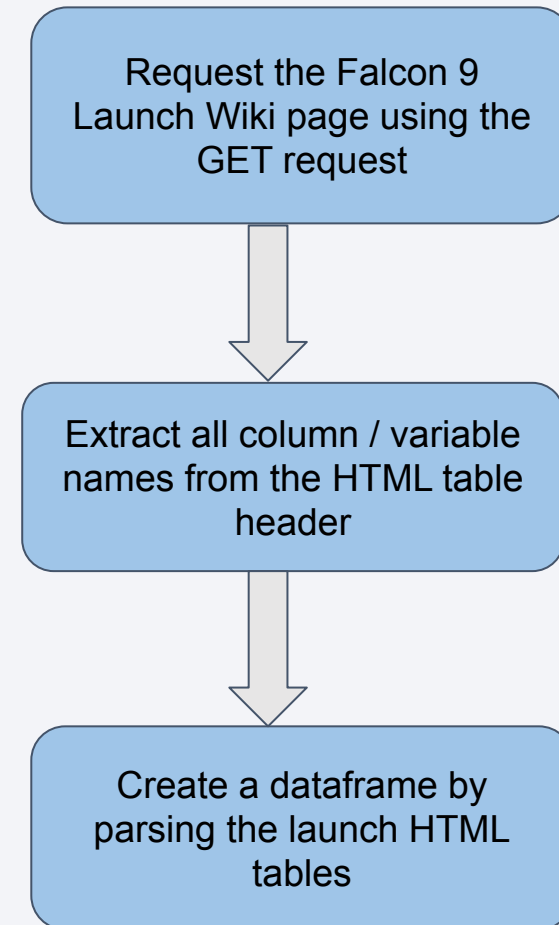 Request the Falcon 9
Launch Wiki page using the
GET request
Extract all column / variable
names from the HTML table
header
Create a dataframe by
parsing the launch HTML
tables